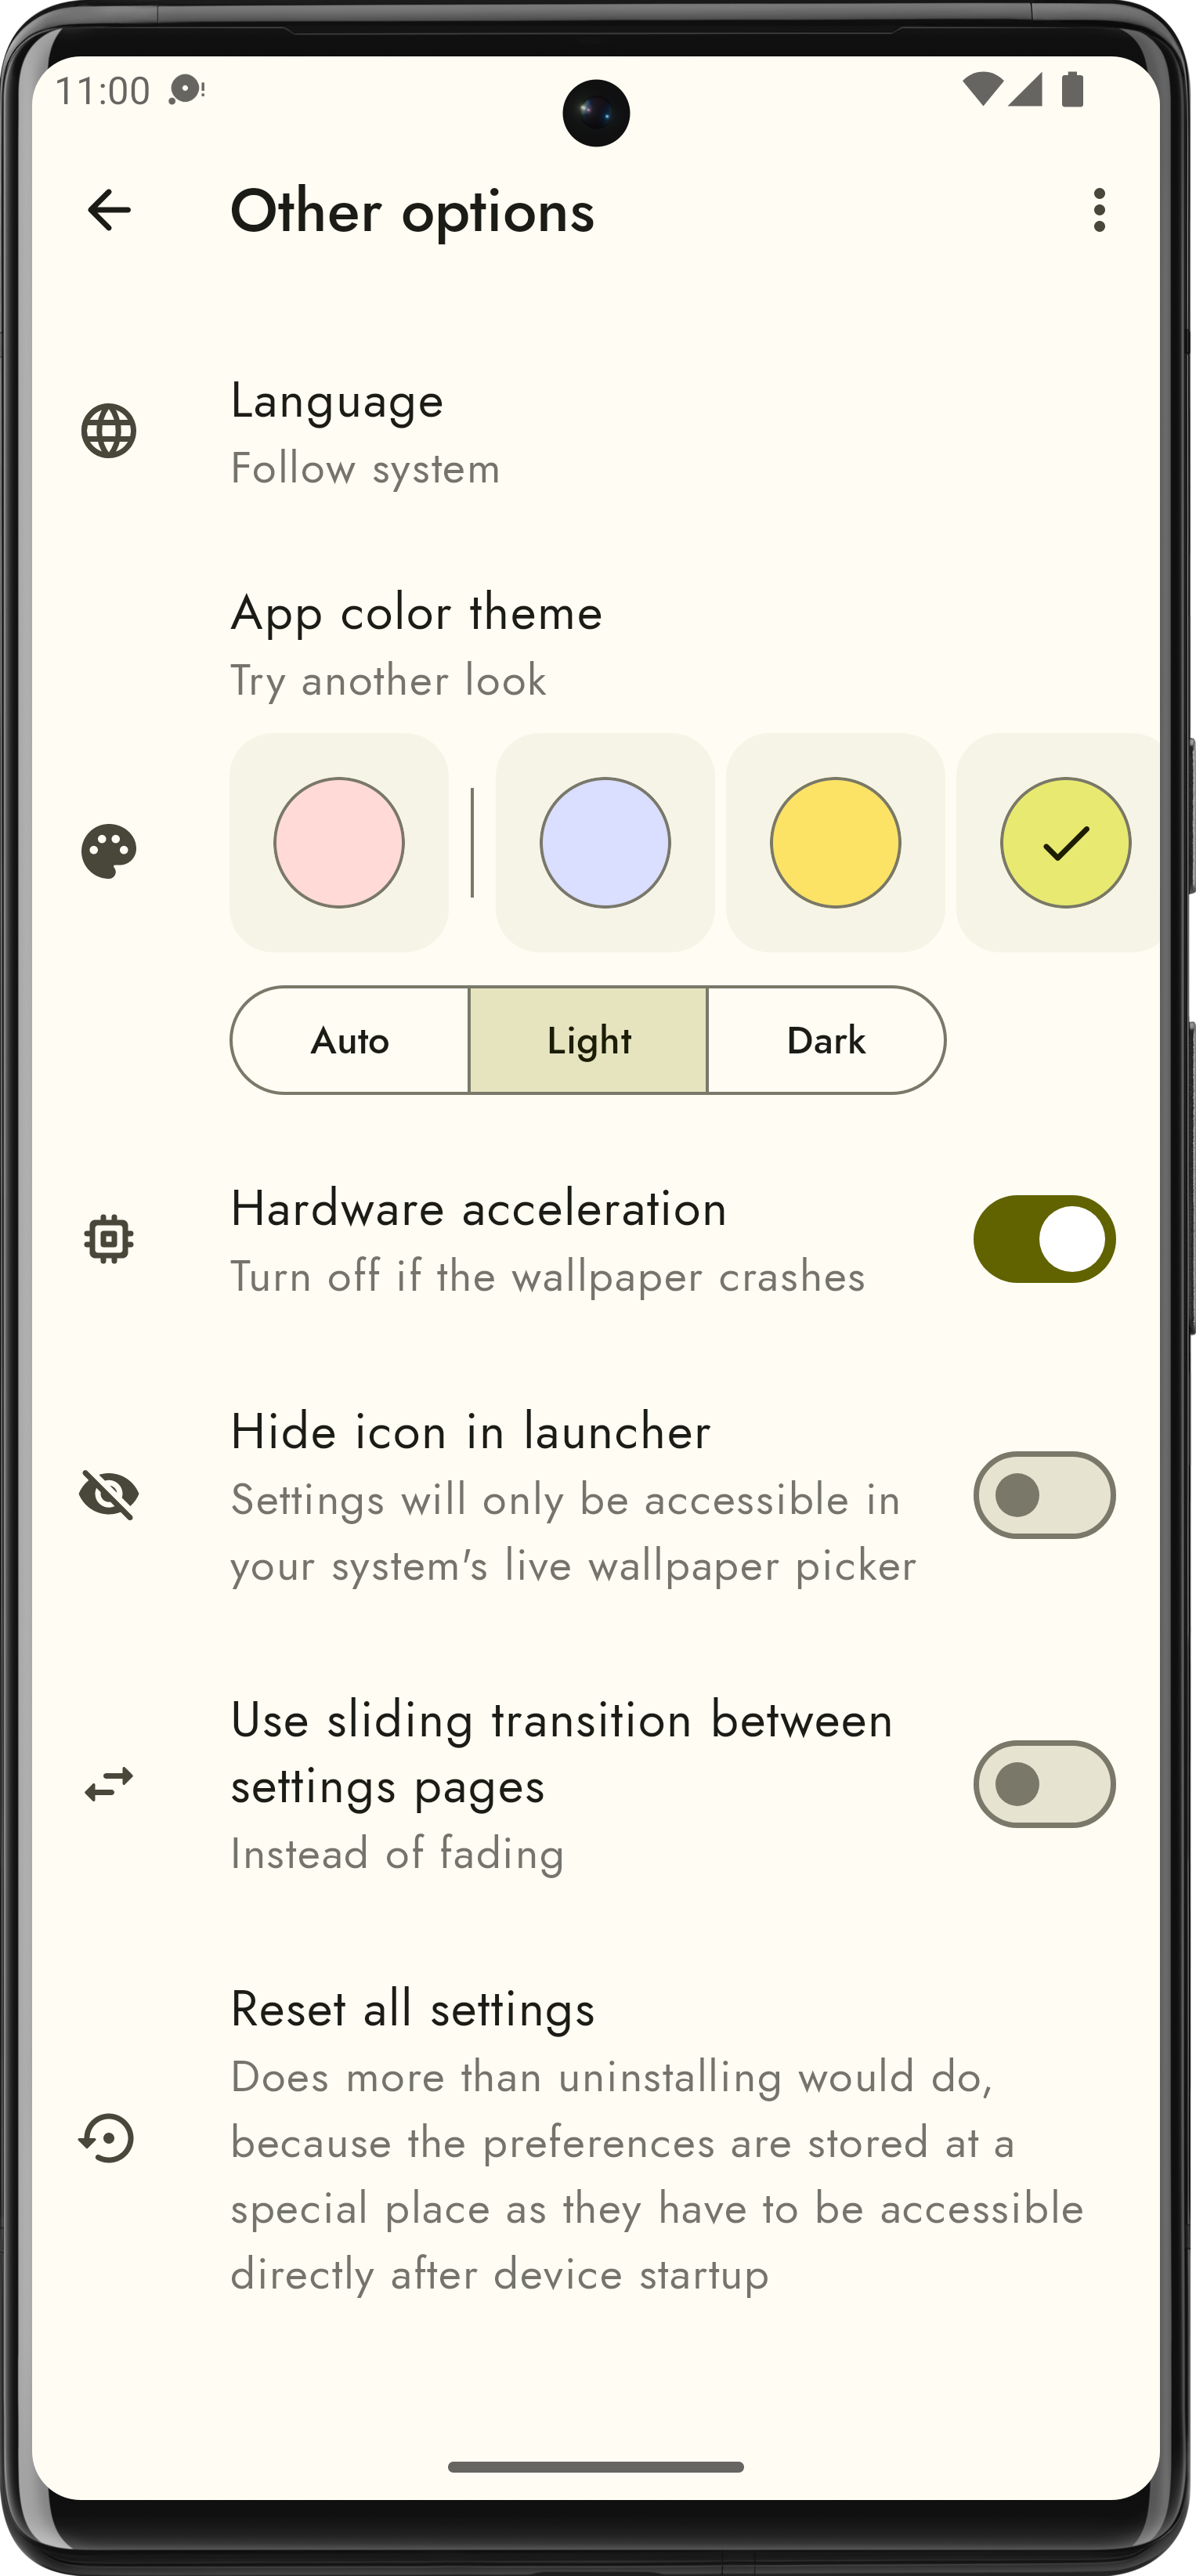 11:00
Other options
Language
Follow system
App color theme
Try another look
Auto Light Dark
Hardware acceleration
Turn off if the wallpaper crashes
Hide icon in launcher
Settings will only be accessible in
your system's live wallpaper picker
Use sliding transition between
settings pages
Instead of fading
Reset all settings
Does more than uninstalling would do,
because the preferences are stored at a
special place as they have to be accessible
directly after device startup